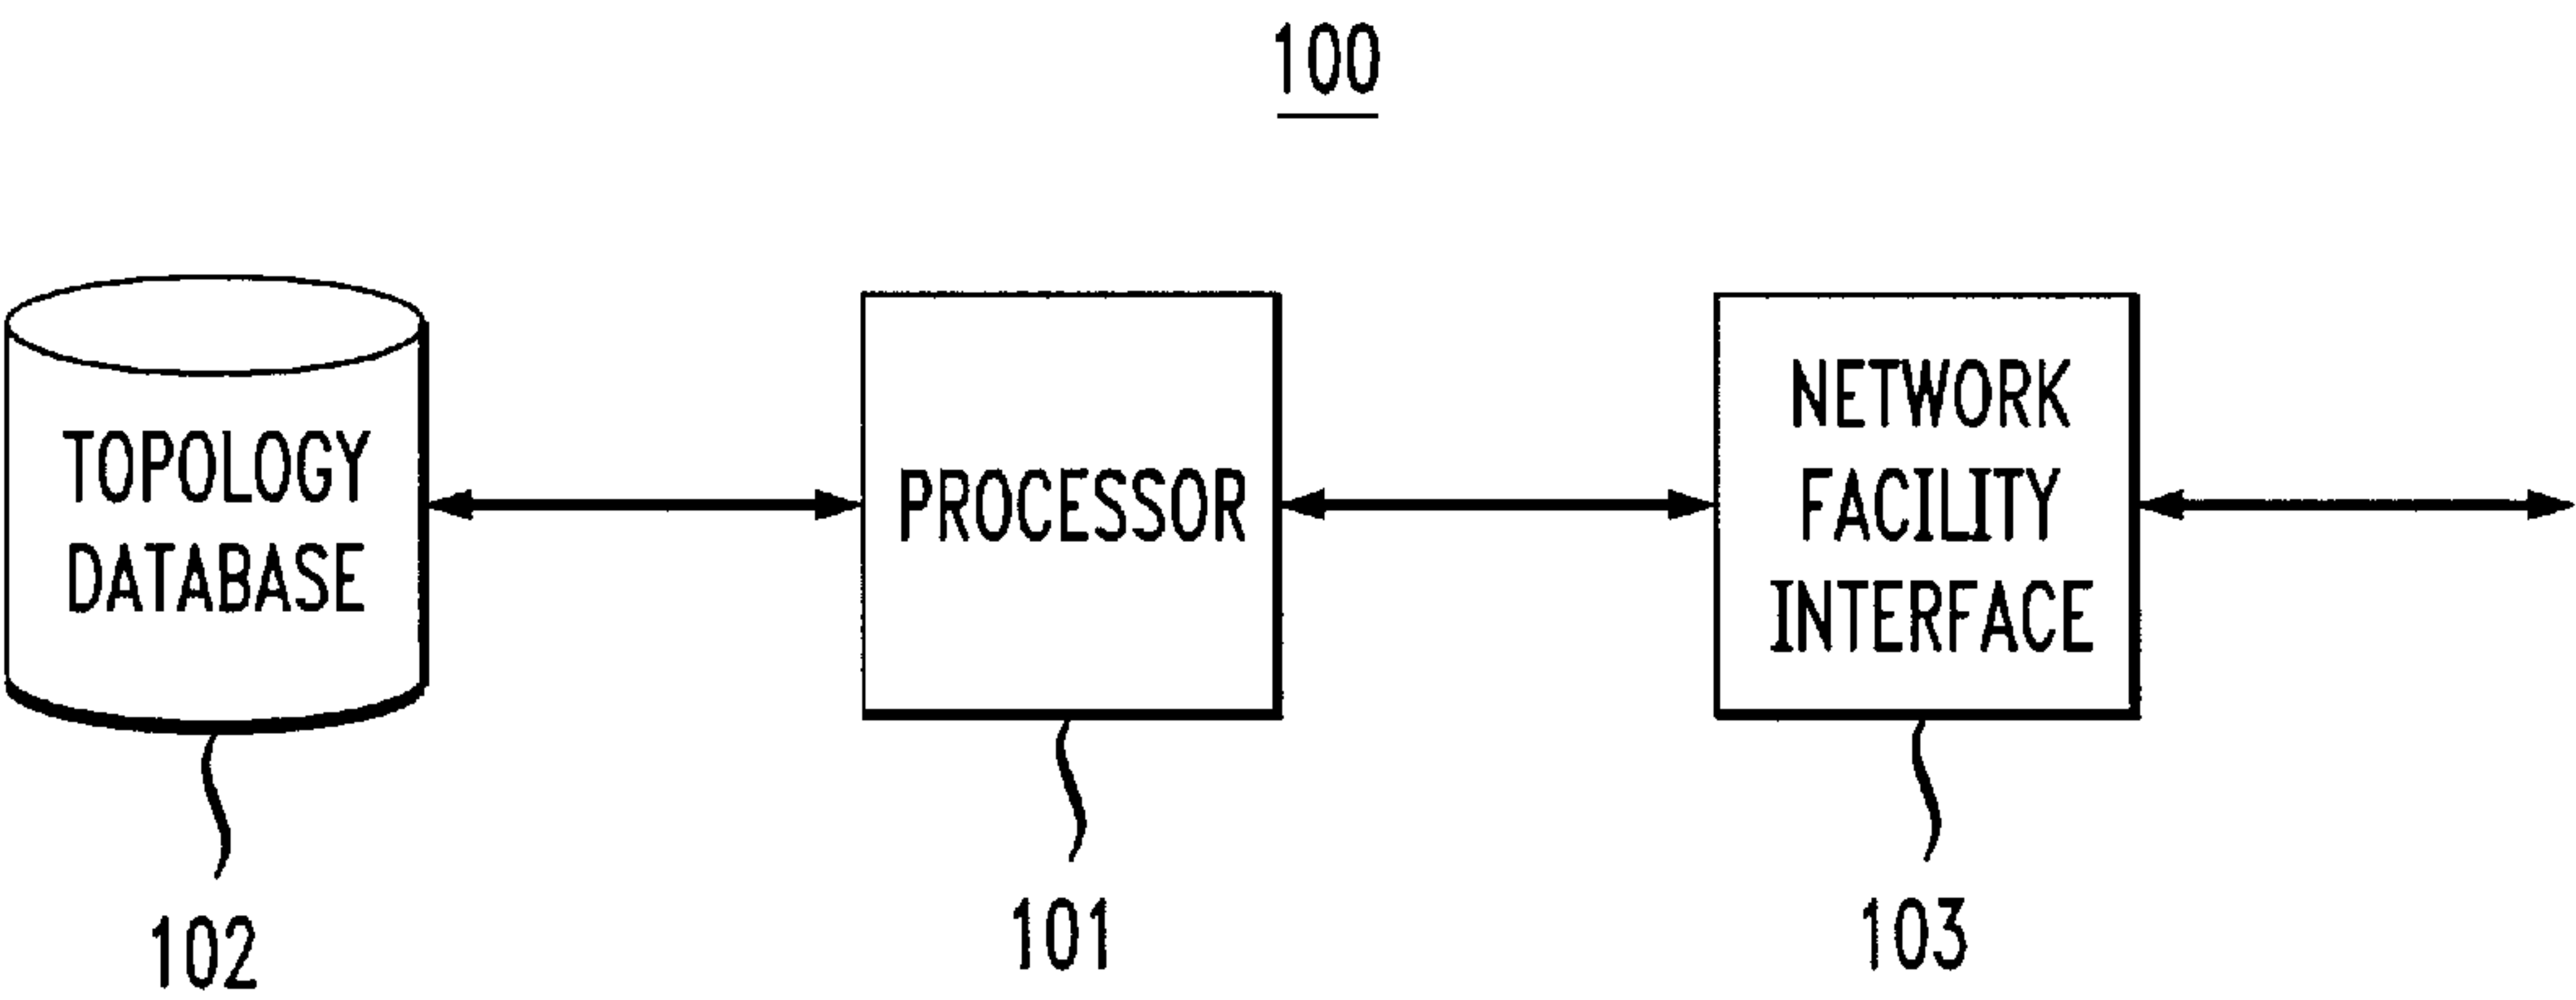 100
TOPOLOGY
DATABASE
PROCESSOR
NETWORK
FACILITY
INTERFACE
102
101
103